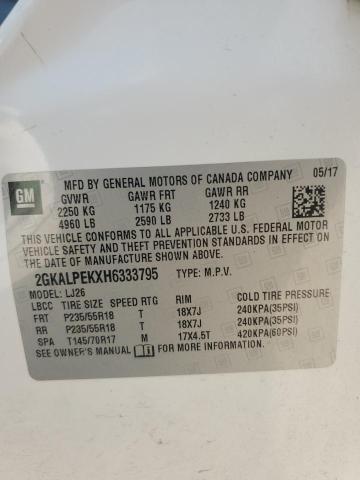 GM
MFD BY GENERAL MOTORS OF CANADA COMPANY 05/17
GVWR GAWR FRT GAWR RR
2250 KG 1175 KG 1240 KG
4960 LB 2590 LB 2733 LB
THIS VEHICLE CONFORMS TO ALL APPLICABLE U.S. FEDERAL
VEHICLE SAFETY AND THEFT PREVENTION STANDARDS IN EFFECT
ON THE DATE OF MANUFACTURE SHOWN ABOVE.
2GKALPEKXH6333795 TYPE: M.P.V.
MODEL: LJ26
LBCC TIRE SIZE SPEED RTG RIM COLD TIRE PRESSURE
FRT P235/55R18 T 18X7J 240KPA(35PSI)
RR P235/55R18 T 18X7J 240KPA(35PSI)
SPA T145/70R17 M 17X4.5T 420KPA(60PSI)
SEE OWNER'S MANUAL FOR MORE INFORMATION.